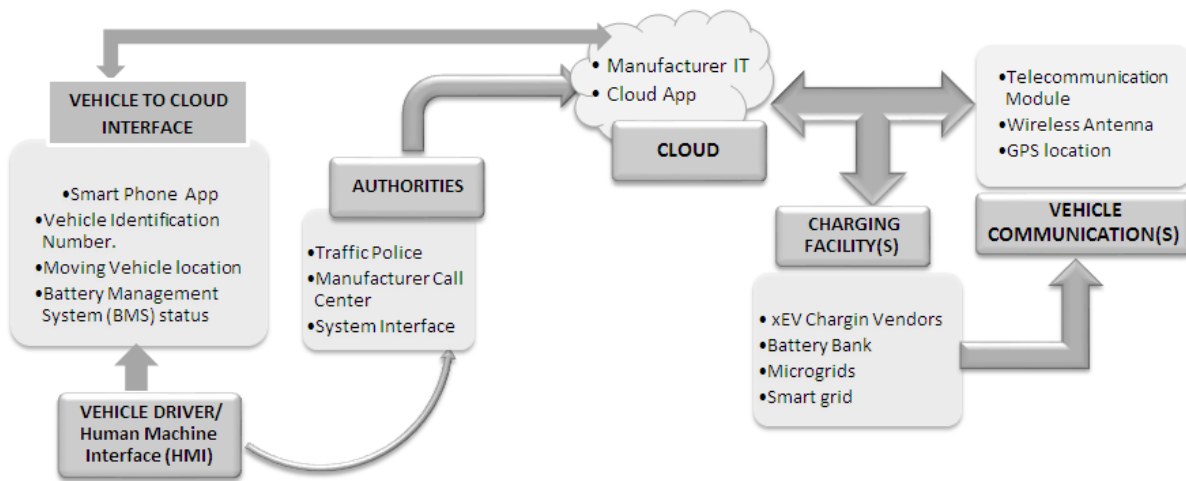 VEHICLE TO CLOUD
INTERFACE
•Smart Phone App
•Vehicle Identification
Number.
•Moving Vehicle location
•Battery Management
System (BMS) status
VEHICLE DRIVER/
Human Machine
Interface (HMI)
AUTHORITIES
•Traffic Police
•Manufacturer Call
Center
•System Interface
• Manufacturer IT
• Cloud App
CLOUD
CHARGING
FACILITY(S)
• xEV Chargin Vendors
•Battery Bank
•Microgrids
•Smart grid
•Telecommunication
Module
•Wireless Antenna
•GPS location
VEHICLE
COMMUNICATION(S)